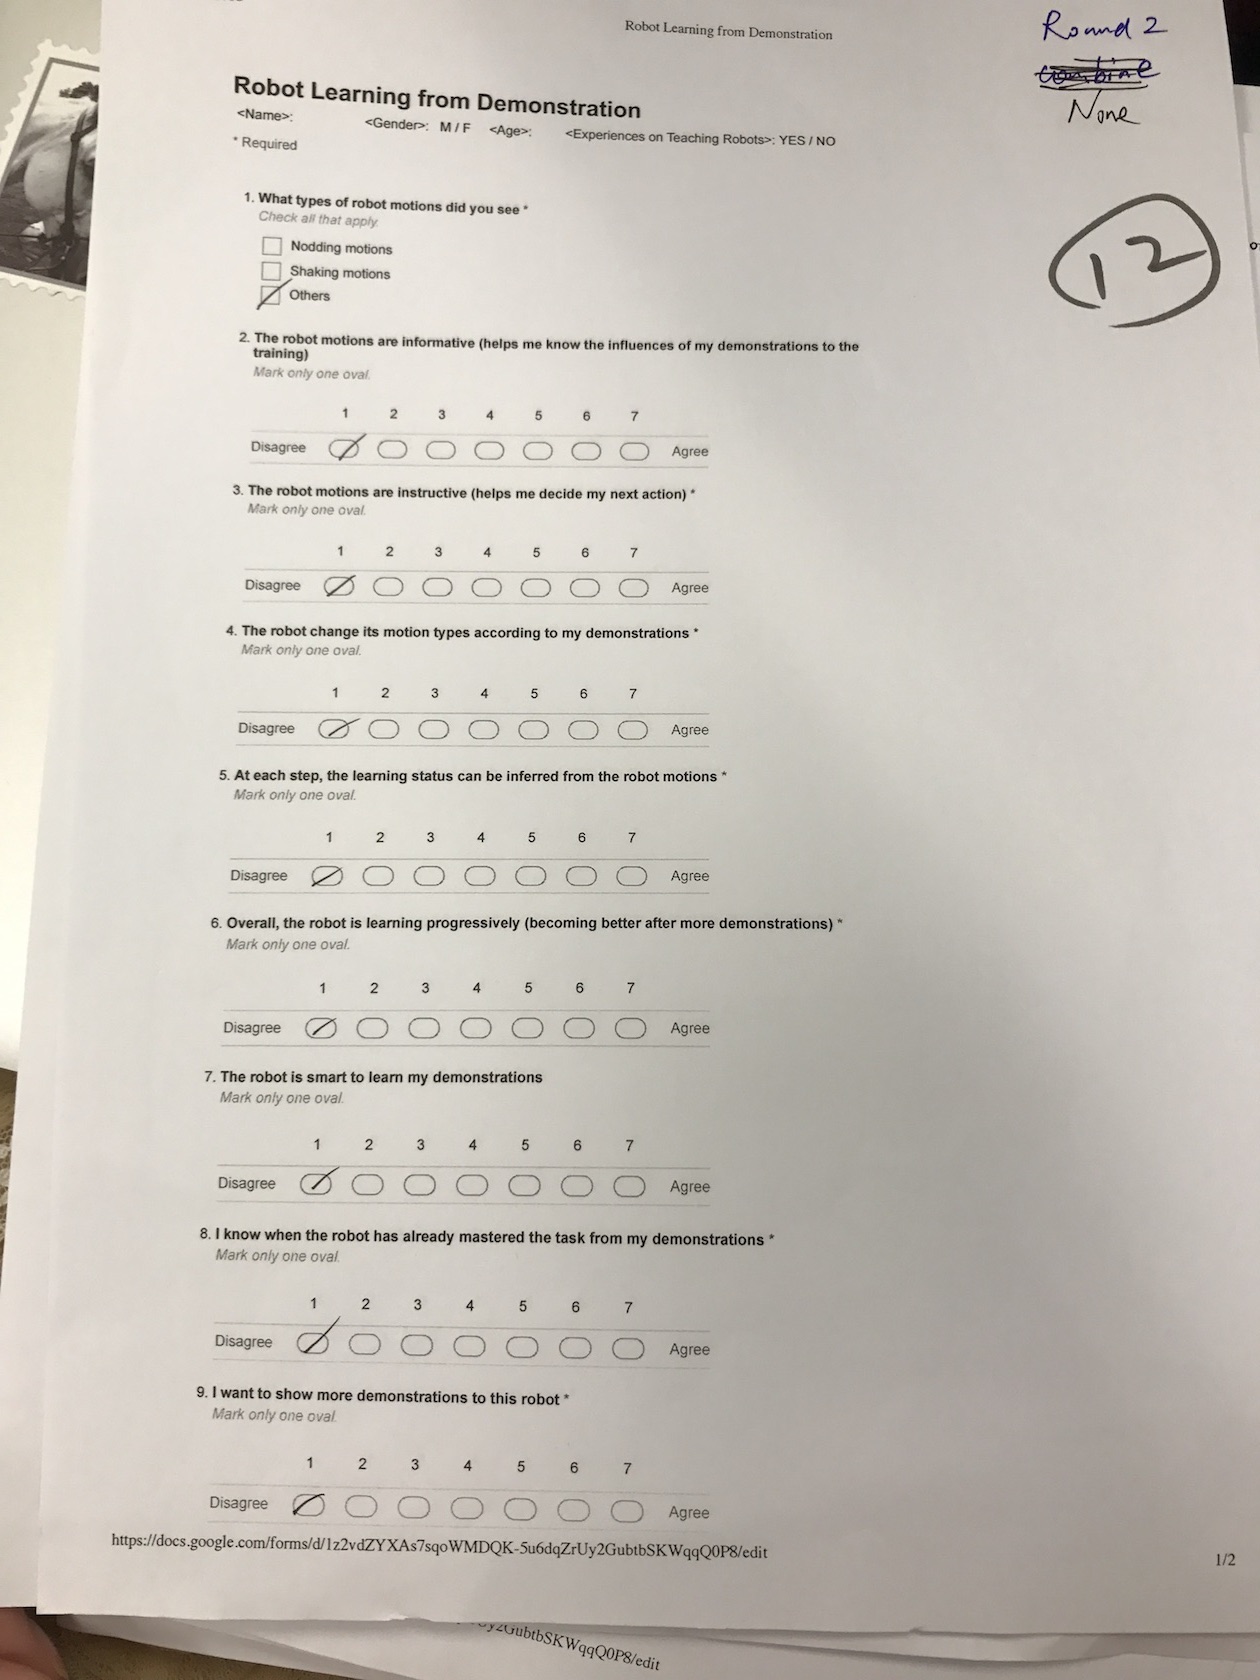 Robot Learning from Demonstration
Round 2
combine
None
12
Robot Learning from Demonstration
<Name>: <Gender>: M / F <Age>: <Experiences on Teaching Robots>: YES / NO
* Required
1. What types of robot motions did you see *
Check all that apply.
Nodding motions
Shaking motions
Others
2. The robot motions are informative (helps me know the influences of my demonstrations to the
training)
Mark only one oval.
1 2 3 4 5 6 7
Disagree Agree
3. The robot motions are instructive (helps me decide my next action) *
Mark only one oval.
1 2 3 4 5 6 7
Disagree Agree
4. The robot change its motion types according to my demonstrations *
Mark only one oval.
1 2 3 4 5 6 7
Disagree Agree
5. At each step, the learning status can be inferred from the robot motions *
Mark only one oval.
1 2 3 4 5 6 7
Disagree Agree
6. Overall, the robot is learning progressively (becoming better after more demonstrations) *
Mark only one oval.
1 2 3 4 5 6 7
Disagree Agree
7. The robot is smart to learn my demonstrations
Mark only one oval.
1 2 3 4 5 6 7
Disagree Agree
8. I know when the robot has already mastered the task from my demonstrations *
Mark only one oval.
1 2 3 4 5 6 7
Disagree Agree
9. I want to show more demonstrations to this robot *
Mark only one oval.
1 2 3 4 5 6 7
Disagree Agree
https://docs.google.com/forms/d/1z2vdZYXAs7sqoWMDQK-5u6dqZrUy2GubtbSKWqqQ0P8/edit
1/2
y2GubtbSKWqqQ0P8/edit